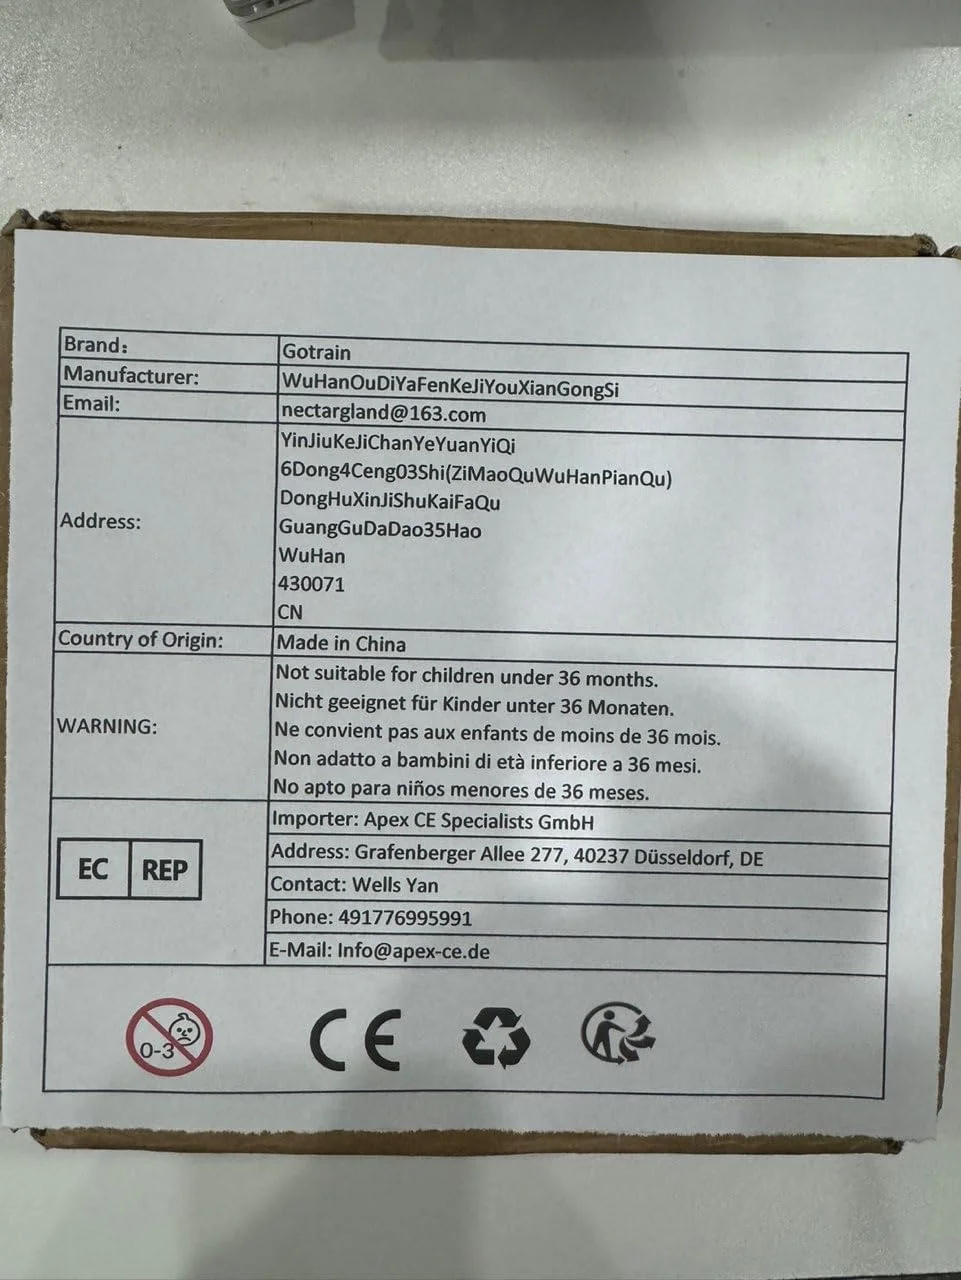 Brand:
Gotrain
Manufacturer:
WuHanOuDiYaFenKeJiYouXianGongSi
Email:
nectargland@163.com
Address:
YinJiuKeJiChanYeYuanYiQi
6Dong4Ceng03Shi(ZiMaoQuWuHanPianQu)
DongHuXinJiShuKaiFaQu
GuangGuDaDao35Hao
WuHan
430071
CN
Country of Origin:
Made in China
WARNING:
Not suitable for children under 36 months.
Nicht geeignet für Kinder unter 36 Monaten.
Ne convient pas aux enfants de moins de 36 mois.
Non adatto a bambini di età inferiore a 36 mesi.
No apto para niños menores de 36 meses.
EC REP
Importer: Apex CE Specialists GmbH
Address: Grafenberger Allee 277, 40237 Düsseldorf, DE
Contact: Wells Yan
Phone: 491776995991
E-Mail: Info@apex-ce.de
0-3
CE